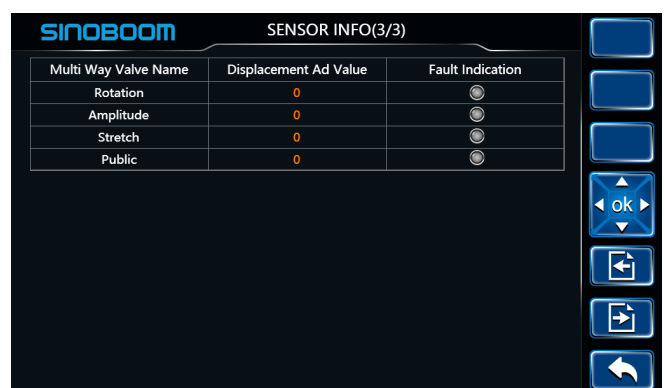 SINOBOOM SENSOR INFO(3/3)
Multi Way Valve Name Displacement Ad Value Fault Indication
Rotation 0
Amplitude 0
Stretch 0
Public 0
ok